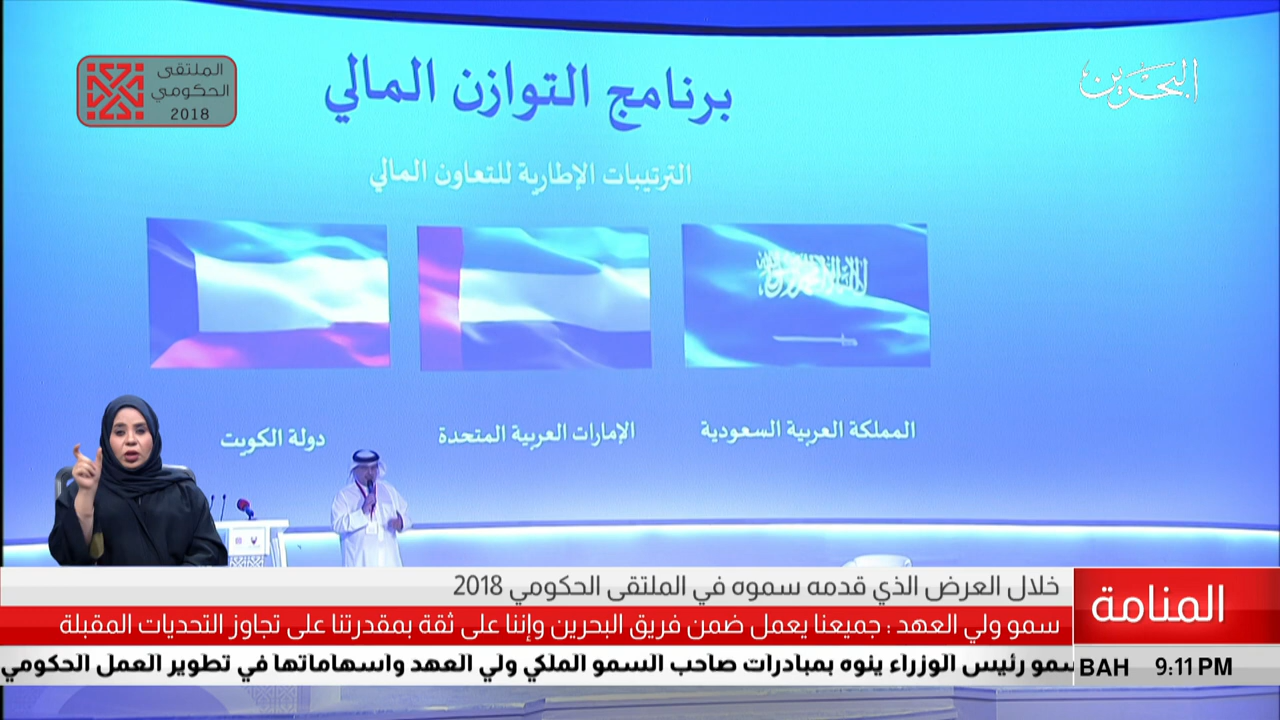 الملتقى
الحكومي
2018
البحرين
برنامج التوازن المالي
الترتيبات الإطارية للتعاون المالي
المملكة العربية السعودية
الإمارات العربية المتحدة
دولة الكويت
خلال العرض الذي قدمه سموه في الملتقى الحكومي 2018
المنامة
سمو ولي العهد : جميعنا يعمل ضمن فريق البحرين وإننا على ثقة بمقدرتنا على تجاوز التحديات المقبلة
BAH 9:11 PM
سمو رئيس الوزراء ينوه بمبادرات صاحب السمو الملكي ولي العهد واسهاماتها في تطوير العمل الحكومي